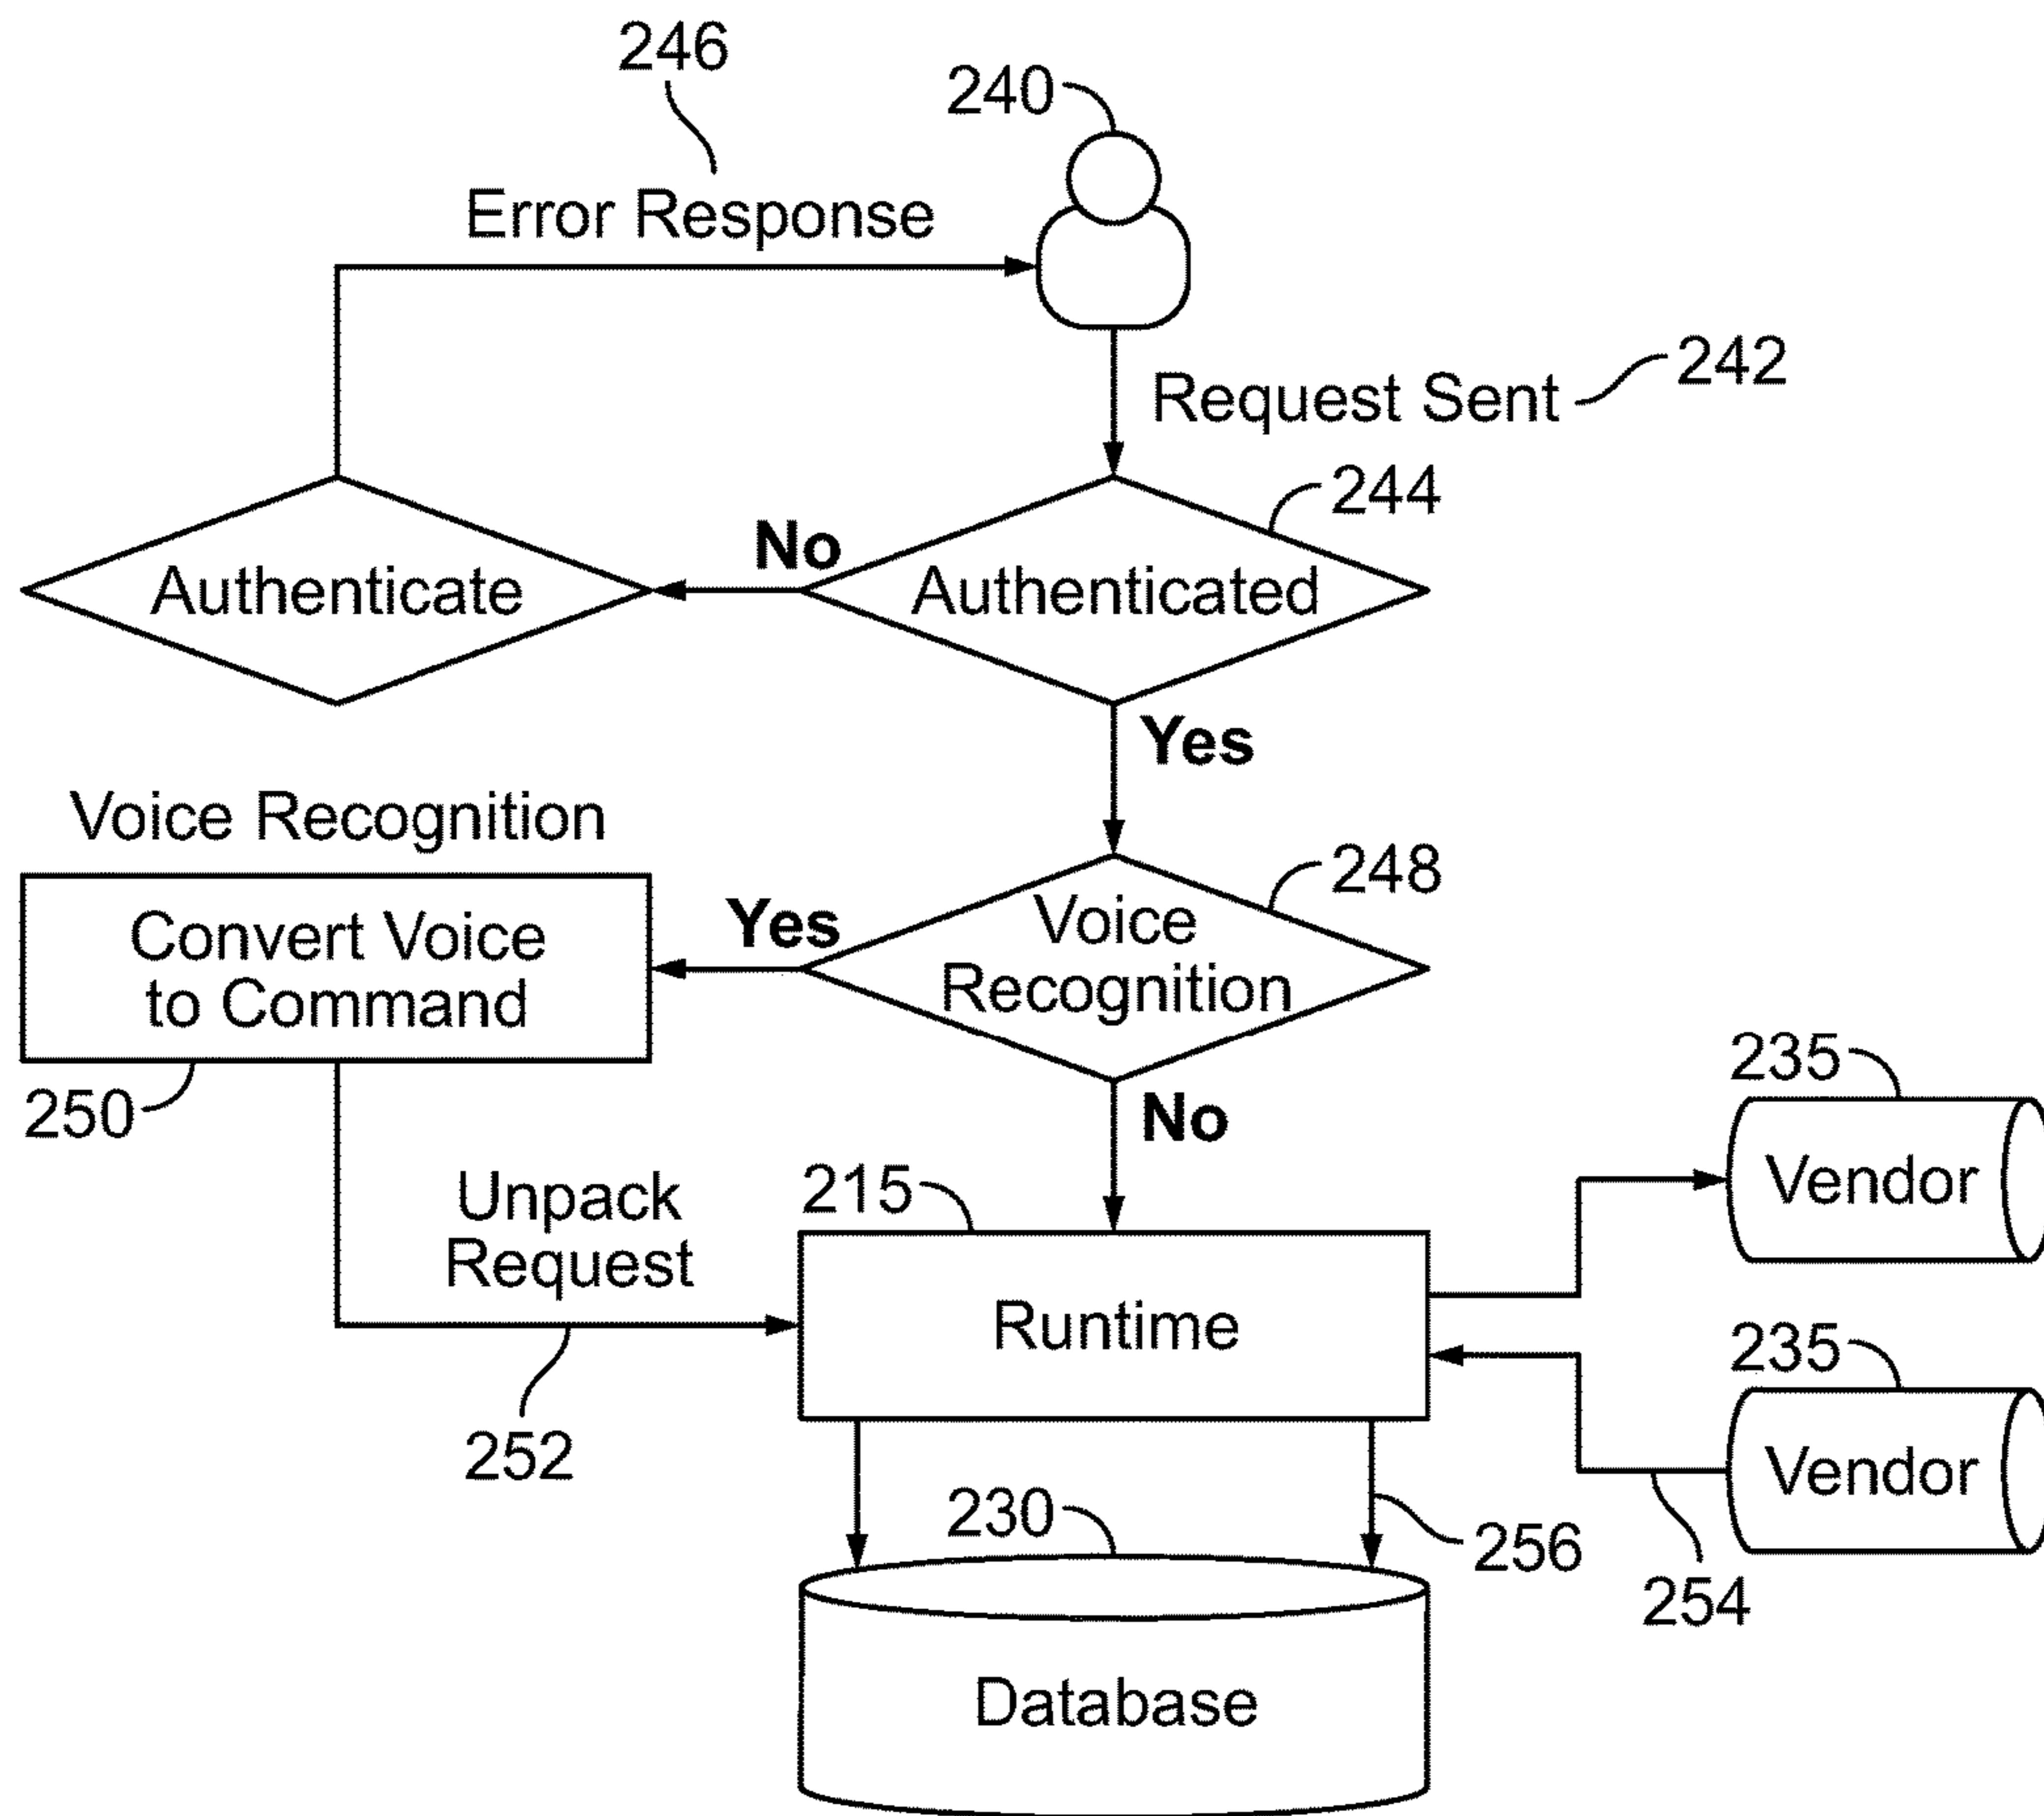 246
240
Error Response
Request Sent
242
244
No
Authenticate
Authenticated
Yes
Voice Recognition
248
Yes
Voice
Recognition
Convert Voice
to Command
250
No
235
Vendor
215
Unpack
Request
Runtime
235
Vendor
252
230
256
254
Database